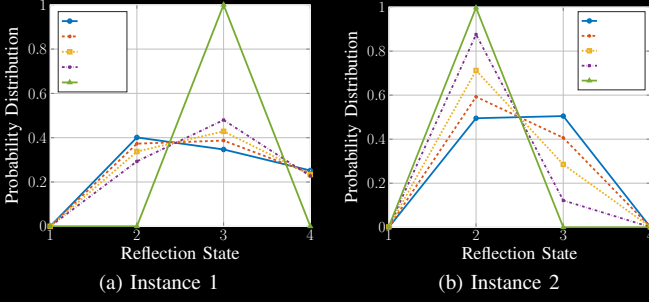 1
0.8
0.6
0.4
0.2
0
1 2 3 4
Probability Distribution
Reflection State
(a) Instance 1
1
0.8
0.6
0.4
0.2
0
1 2 3 4
Probability Distribution
Reflection State
(b) Instance 2